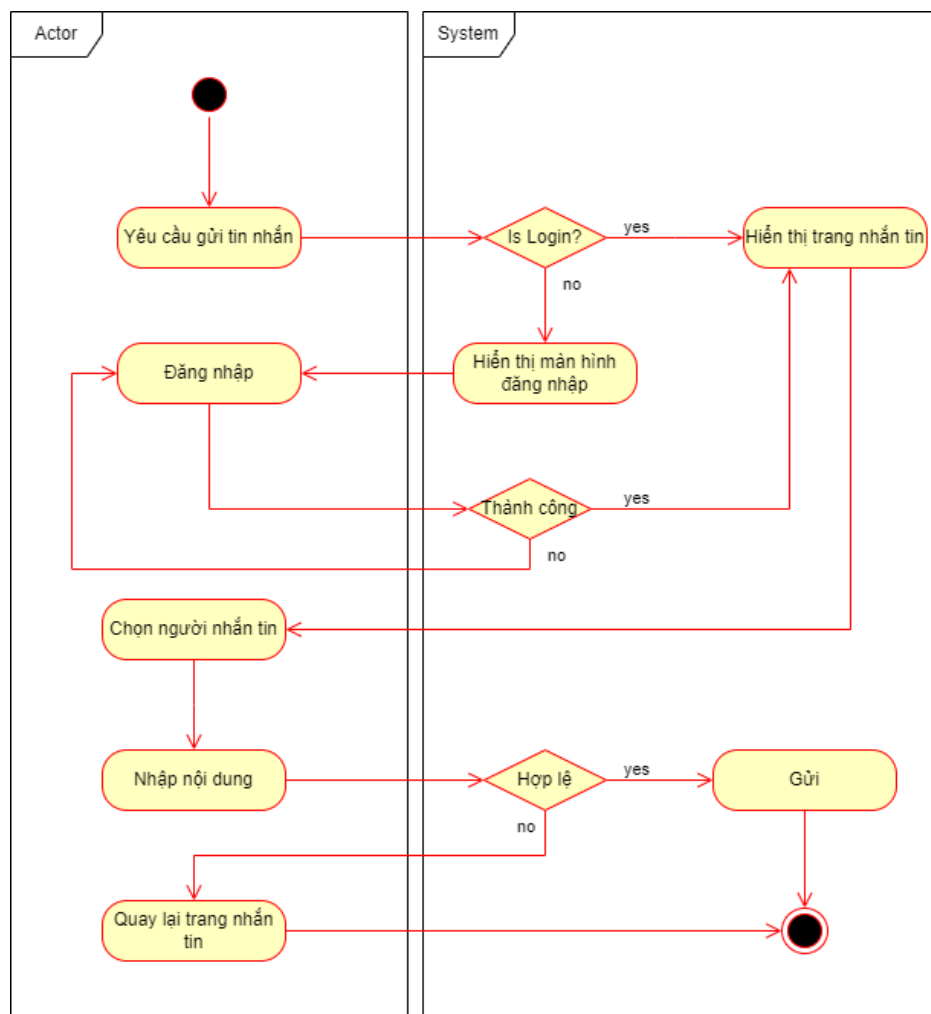 Actor
System
Yêu cầu gửi tin nhắn
Is Login?
yes
Hiển thị trang nhắn tin
no
Đăng nhập
Hiển thị màn hình
đăng nhập
Thành công
yes
no
Chọn người nhắn tin
Nhập nội dung
Hợp lệ
yes
Gửi
no
Quay lại trang nhắn
tin